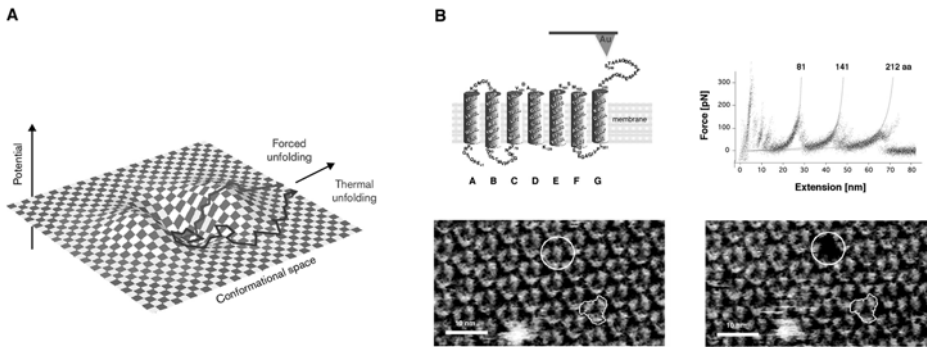 A
Potential
Forced
unfolding
Thermal
unfolding
Conformational space
B
Au
membrane
A B C D E F G
81 141 212 aa
Force [pN]
300
200
100
0
0 10 20 30 40 50 60 70 80
Extension [nm]
10 nm
10 nm